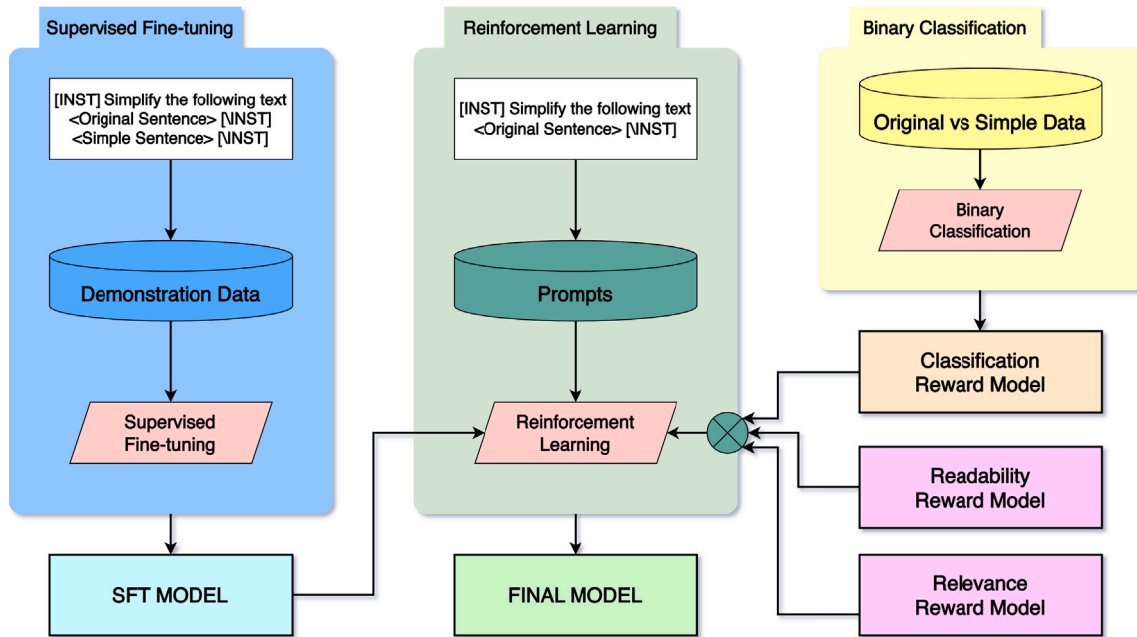 Supervised Fine-tuning
[INST] Simplify the following text
<Original Sentence> [\INST]
<Simple Sentence> [\INST]
Demonstration Data
Supervised
Fine-tuning
SFT MODEL
Reinforcement Learning
[INST] Simplify the following text
<Original Sentence> [\INST]
Prompts
Reinforcement
Learning
FINAL MODEL
Binary Classification
Original vs Simple Data
Binary
Classification
Classification
Reward Model
Readability
Reward Model
Relevance
Reward Model